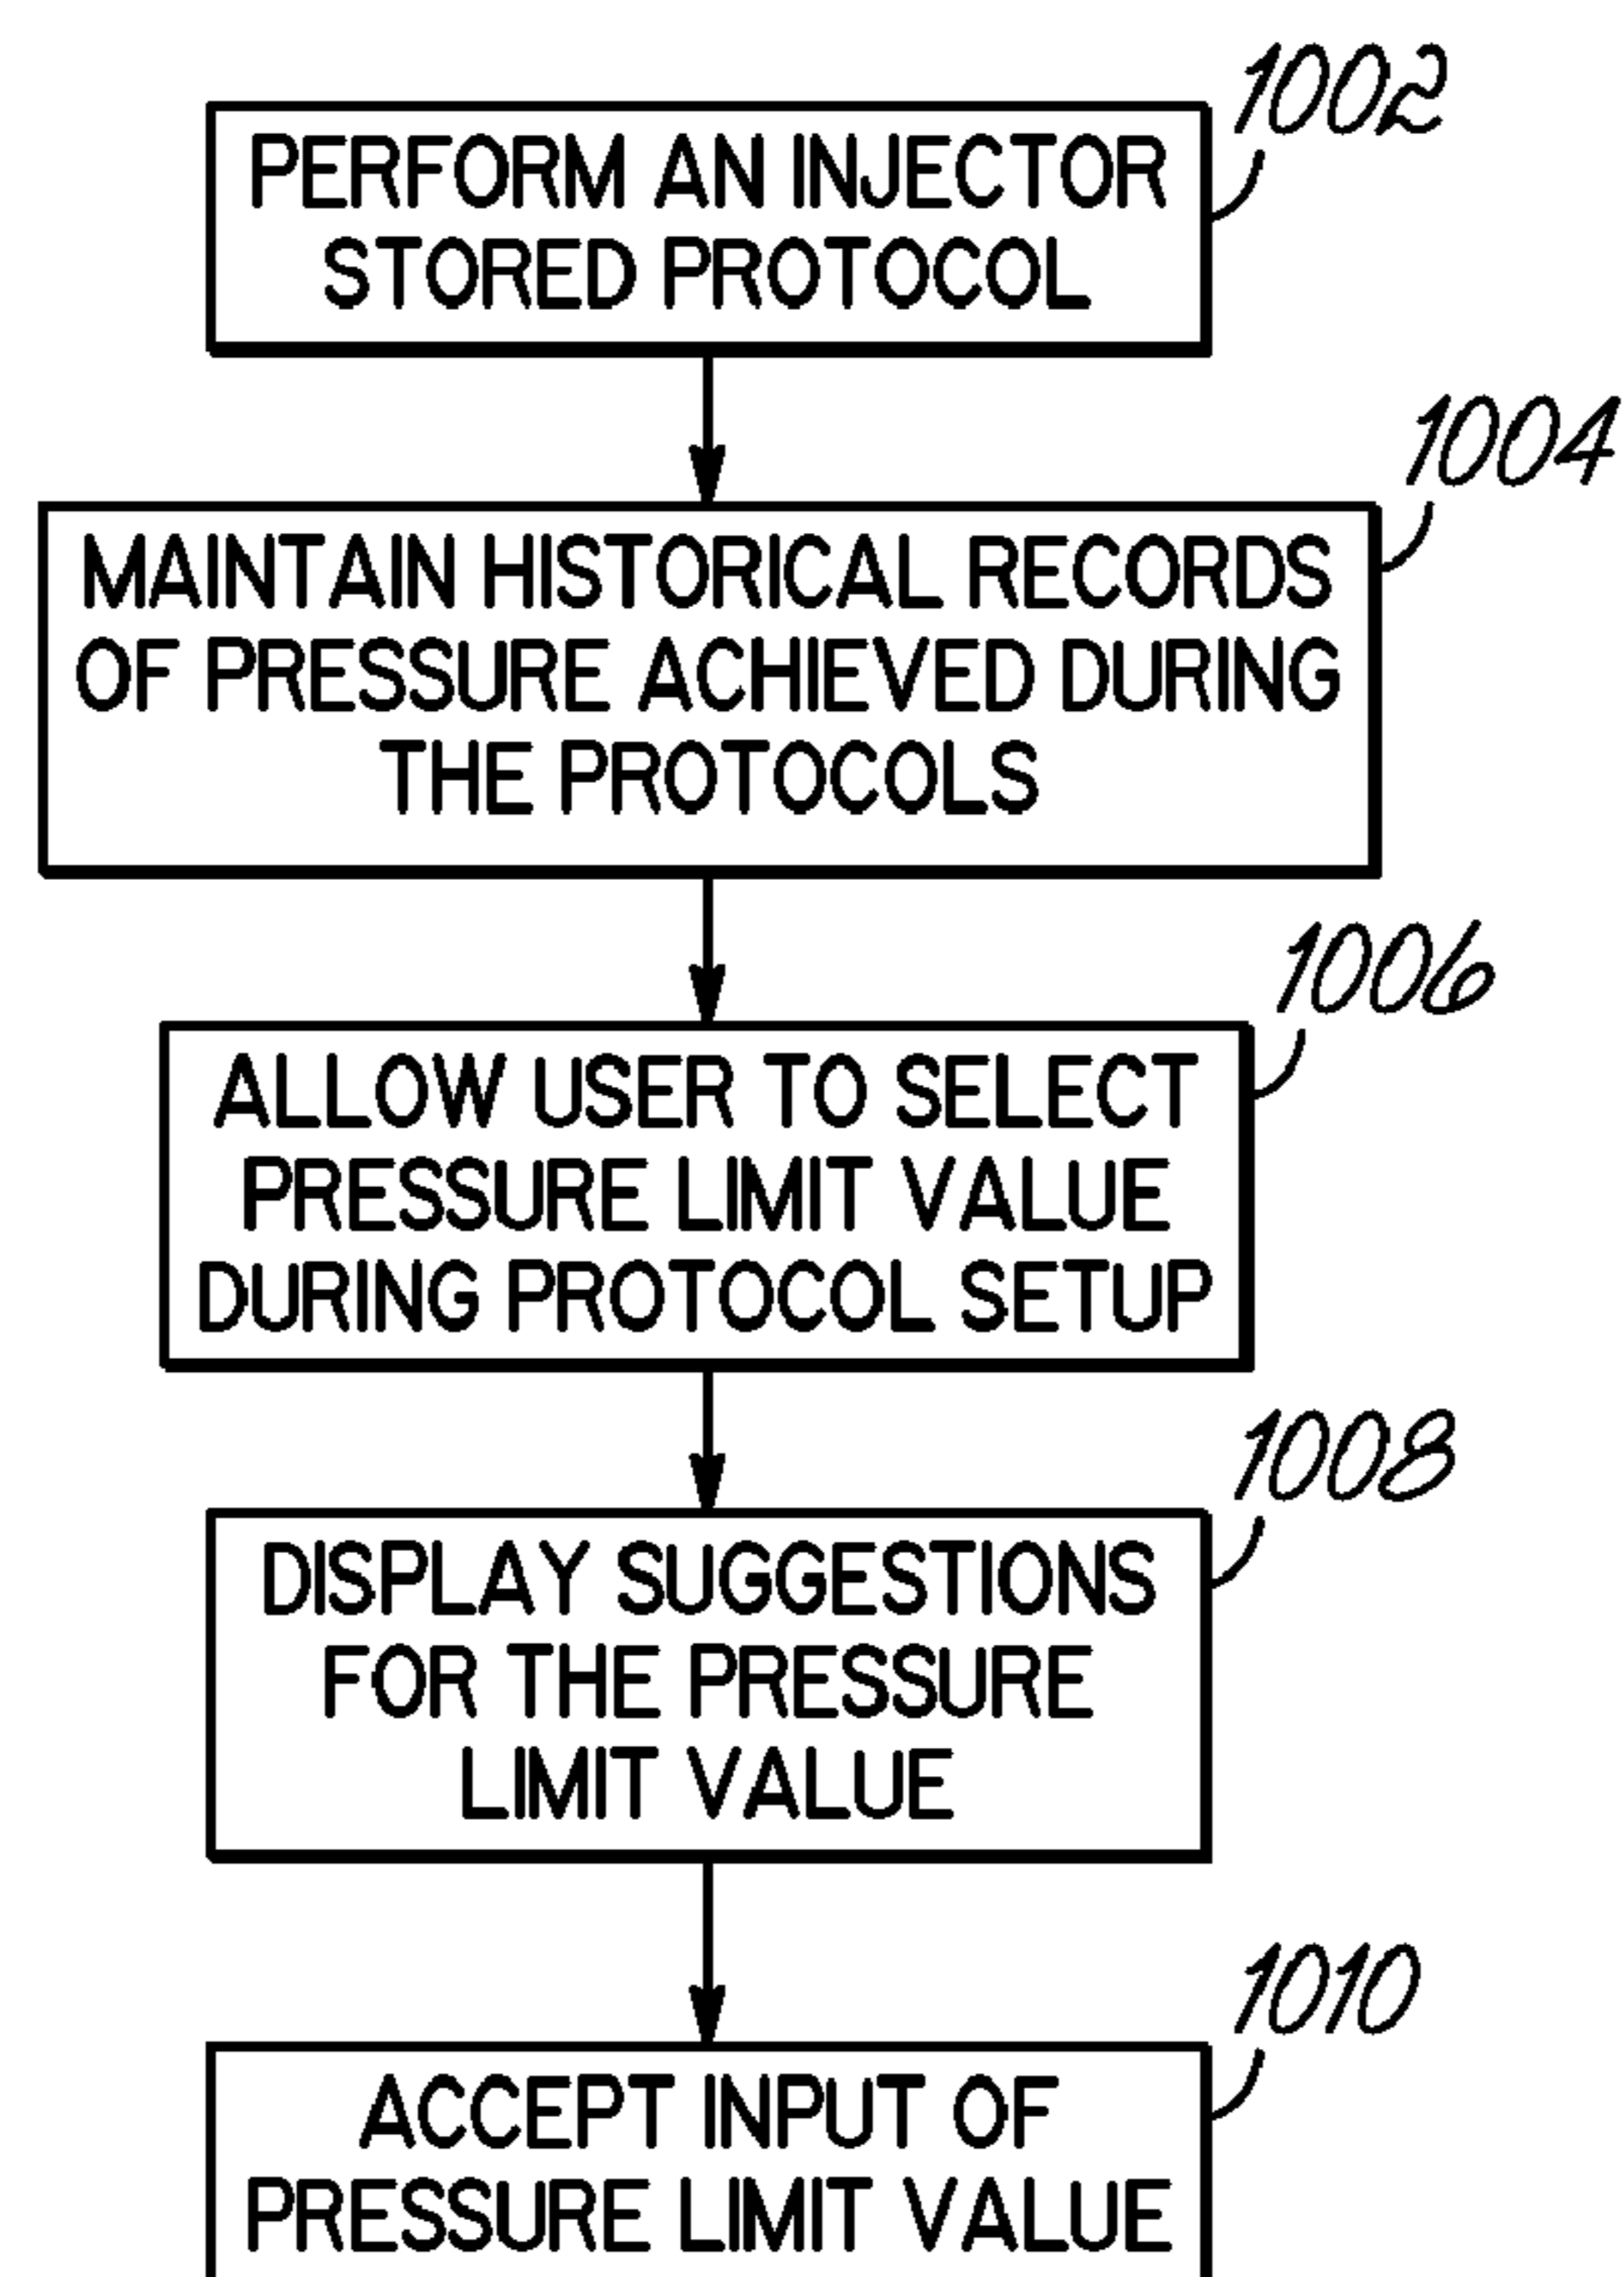 1002
PERFORM AN INJECTOR
STORED PROTOCOL
1004
MAINTAIN HISTORICAL RECORDS
OF PRESSURE ACHIEVED DURING
THE PROTOCOLS
1006
ALLOW USER TO SELECT
PRESSURE LIMIT VALUE
DURING PROTOCOL SETUP
1008
DISPLAY SUGGESTIONS
FOR THE PRESSURE
LIMIT VALUE
1010
ACCEPT INPUT OF
PRESSURE LIMIT VALUE